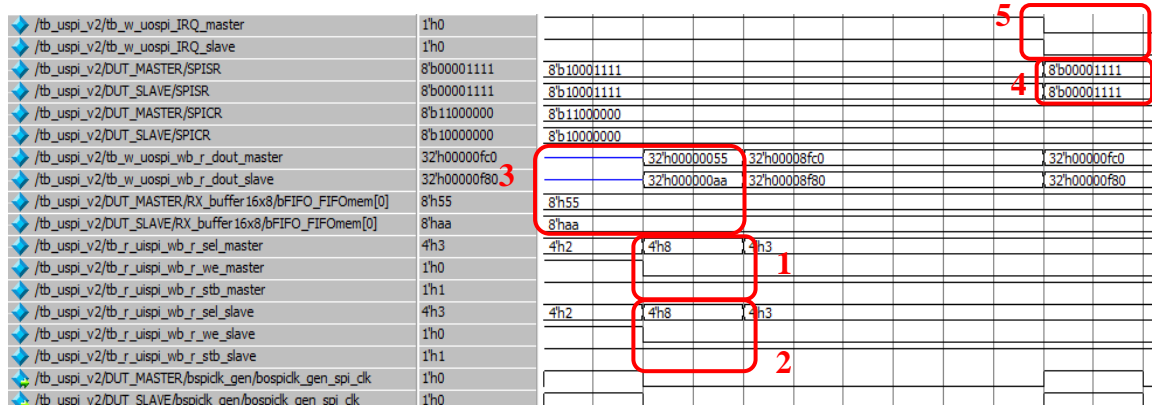 5
/tb_uspi_v2/tb_w_uospi_IRQ_master 1'h0
/tb_uspi_v2/tb_w_uospi_IRQ_slave 1'h0
/tb_uspi_v2/DUT_MASTER/SPISR 8'b00001111 8'b10001111 8'b00001111
4
/tb_uspi_v2/DUT_SLAVE/SPISR 8'b00001111 8'b10001111 8'b00001111
/tb_uspi_v2/DUT_MASTER/SPICR 8'b11000000 8'b11000000
/tb_uspi_v2/DUT_SLAVE/SPICR 8'b10000000 8'b10000000
/tb_uspi_v2/tb_w_uospi_wb_r_dout_master 32'h00000fc0 32'h00000055 32'h00008fc0 32'h00000fc0
3
/tb_uspi_v2/tb_w_uospi_wb_r_dout_slave 32'h00000f80 32'h000000aa 32'h00008f80 32'h00000f80
/tb_uspi_v2/DUT_MASTER/RX_buffer16x8/bFIFO_FIFOmem[0] 8'h55 8'h55
/tb_uspi_v2/DUT_SLAVE/RX_buffer16x8/bFIFO_FIFOmem[0] 8'haa 8'haa
/tb_uspi_v2/tb_r_uispi_wb_r_sel_master 4'h3 4'h2 4'h8 4'h3
1
/tb_uspi_v2/tb_r_uispi_wb_r_we_master 1'h0
/tb_uspi_v2/tb_r_uispi_wb_r_stb_master 1'h1
/tb_uspi_v2/tb_r_uispi_wb_r_sel_slave 4'h3 4'h2 4'h8 4'h3
/tb_uspi_v2/tb_r_uispi_wb_r_we_slave 1'h0
/tb_uspi_v2/tb_r_uispi_wb_r_stb_slave 1'h1
2
/tb_uspi_v2/DUT_MASTER/bspiclk_gen/bospiclk_gen_spi_clk 1'h0
/tb_uspi_v2/DUT_SLAVE/bspiclk_gen/bospiclk_gen_spi_clk 1'h0